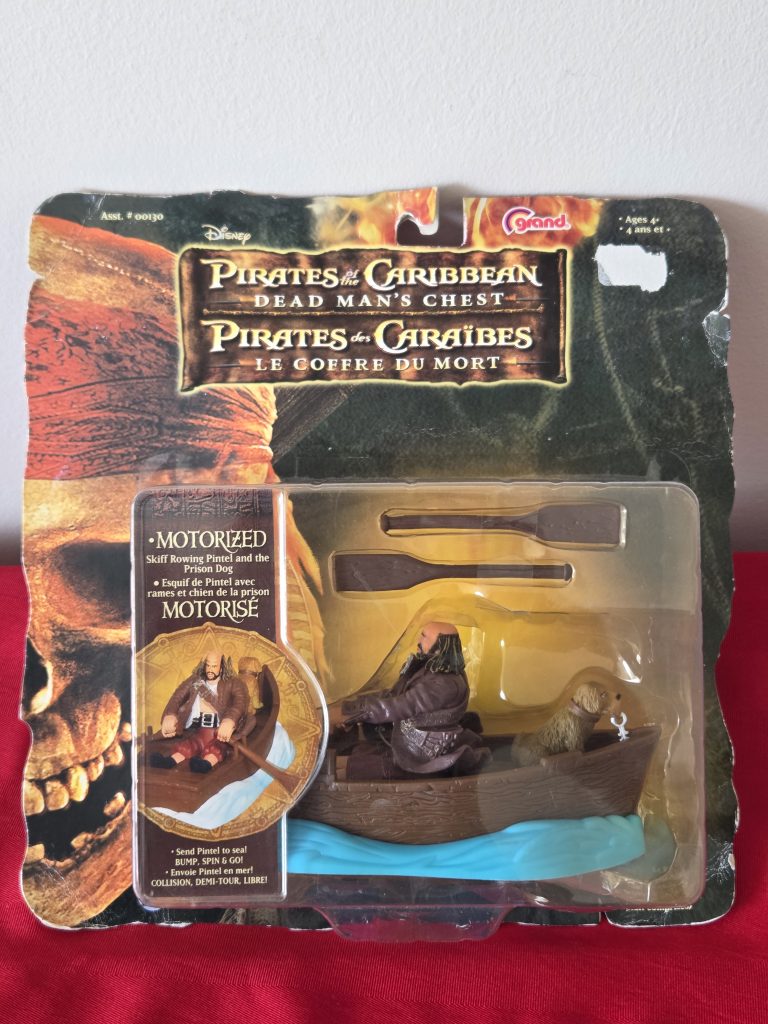 Asst. # 00130
Disney
Grand
• Ages 4+
• 4 ans et +
PIRATES of the CARIBBEAN
DEAD MAN'S CHEST
PIRATES des CARAÏBES
LE COFFRE DU MORT
• MOTORIZED
Skiff Rowing Pintel and the
Prison Dog
• Esquif de Pintel avec
rames et chien de la prison
MOTORISÉ
• Send Pintel to sea!
BUMP, SPIN & GO!
• Envoie Pintel en mer!
COLLISION, DEMI-TOUR, LIBRE!